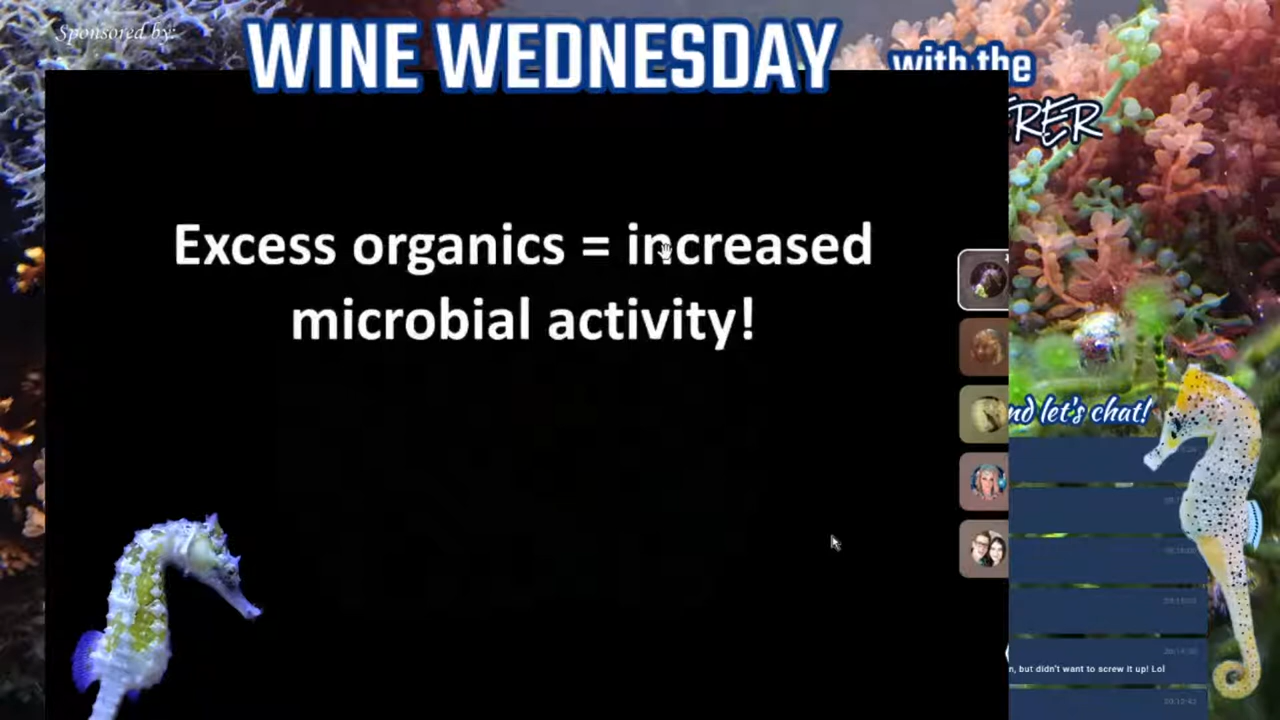 Sponsored by:
WINE WEDNESDAY
with the
RER
Excess organics = increased
microbial activity!
nd let's chat!
, but didn't want to screw it up! Lol